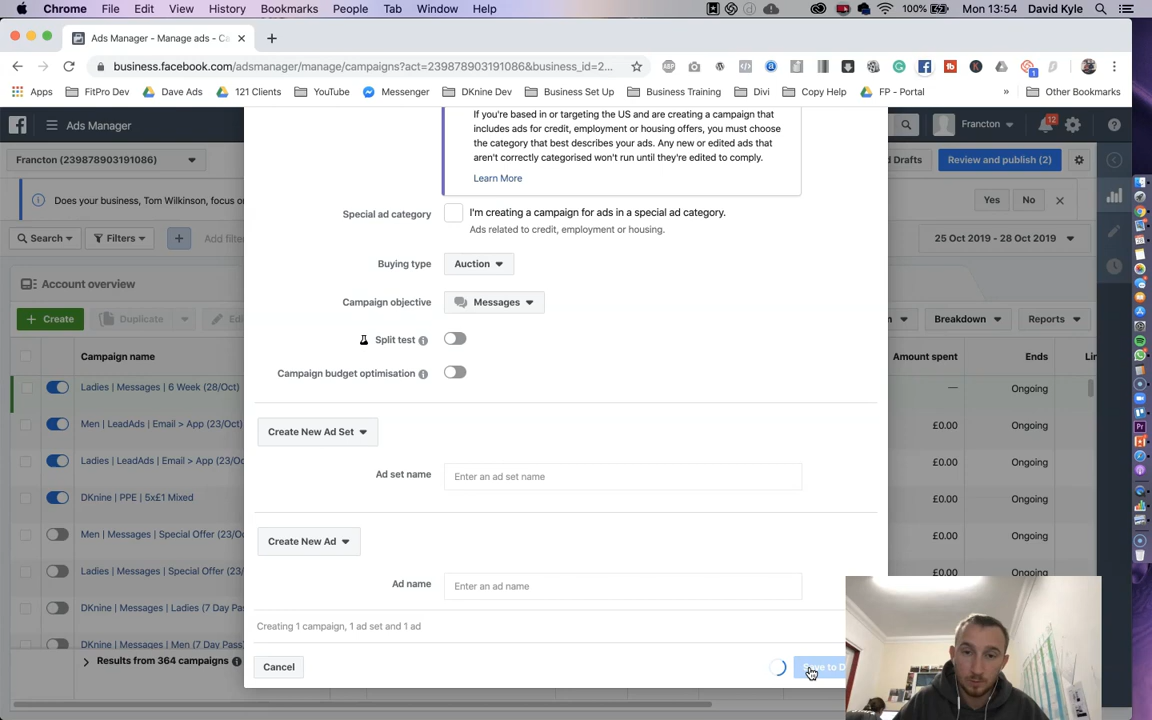 Chrome File Edit View History Bookmarks People Tab Window Help 100% Mon 13:54 David Kyle
Ads Manager - Manage ads - Ca
business.facebook.com/adsmanager/manage/campaigns?act=239878903191086&business_id=2...
Apps FitPro Dev Dave Ads 121 Clients YouTube Messenger DKnine Dev Business Set Up Business Training Divi Copy Help FP - Portal » Other Bookmarks
Ads Manager Francton 12
If you're based in or targeting the US and are creating a campaign that
includes ads for credit, employment or housing offers, you must choose
the category that best describes your ads. Any new or edited ads that
aren't correctly categorised won't run until they're edited to comply.
Learn More
Francton (239878903191086) Drafts Review and publish (2)
Does your business, Tom Wilkinson, focus on Yes No
Search Filters Add filter 25 Oct 2019 - 28 Oct 2019
Special ad category I'm creating a campaign for ads in a special ad category.
Ads related to credit, employment or housing.
Buying type Auction
Account overview
Campaign objective Messages
Create Duplicate Breakdown Reports
Split test
Campaign budget optimisation
Campaign name Amount spent Ends
Ladies | Messages | 6 Week (28/Oct) — Ongoing
Men | LeadAds | Email > App (23/Oct) £0.00 Ongoing
Ladies | LeadAds | Email > App (23/Oc £0.00 Ongoing
DKnine | PPE | 5x£1 Mixed £0.00 Ongoing
Men | Messages | Special Offer (23/Oc £0.00 Ongoing
Ladies | Messages | Special Offer (23/ £0.00 Ongoing
DKnine | Messages | Ladies (7 Day Pas
DKnine | Messages | Men (7 Day Pass
Results from 364 campaigns
Create New Ad Set
Ad set name Enter an ad set name
Create New Ad
Ad name Enter an ad name
Creating 1 campaign, 1 ad set and 1 ad
Cancel Save to D